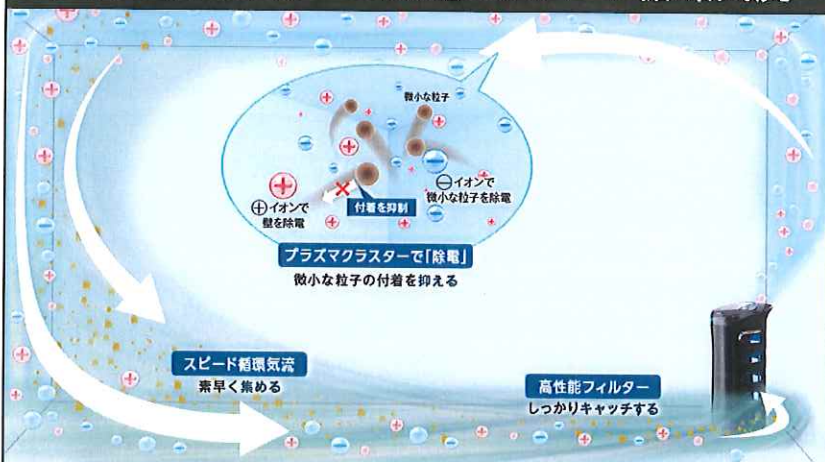 微小な粒子
⊕イオンで
壁を除電
付着を抑制
⊖イオンで
微小な粒子を除電
プラズマクラスターで「除電」
微小な粒子の付着を抑える
スピード循環気流
素早く集める
高性能フィルター
しっかりキャッチする